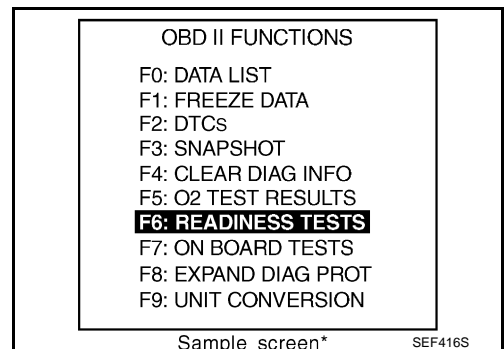 OBD II FUNCTIONS
F0: DATA LIST
F1: FREEZE DATA
F2: DTCs
F3: SNAPSHOT
F4: CLEAR DIAG INFO
F5: O2 TEST RESULTS
F6: READINESS TESTS
F7: ON BOARD TESTS
F8: EXPAND DIAG PROT
F9: UNIT CONVERSION
Sample screen*
SEF416S